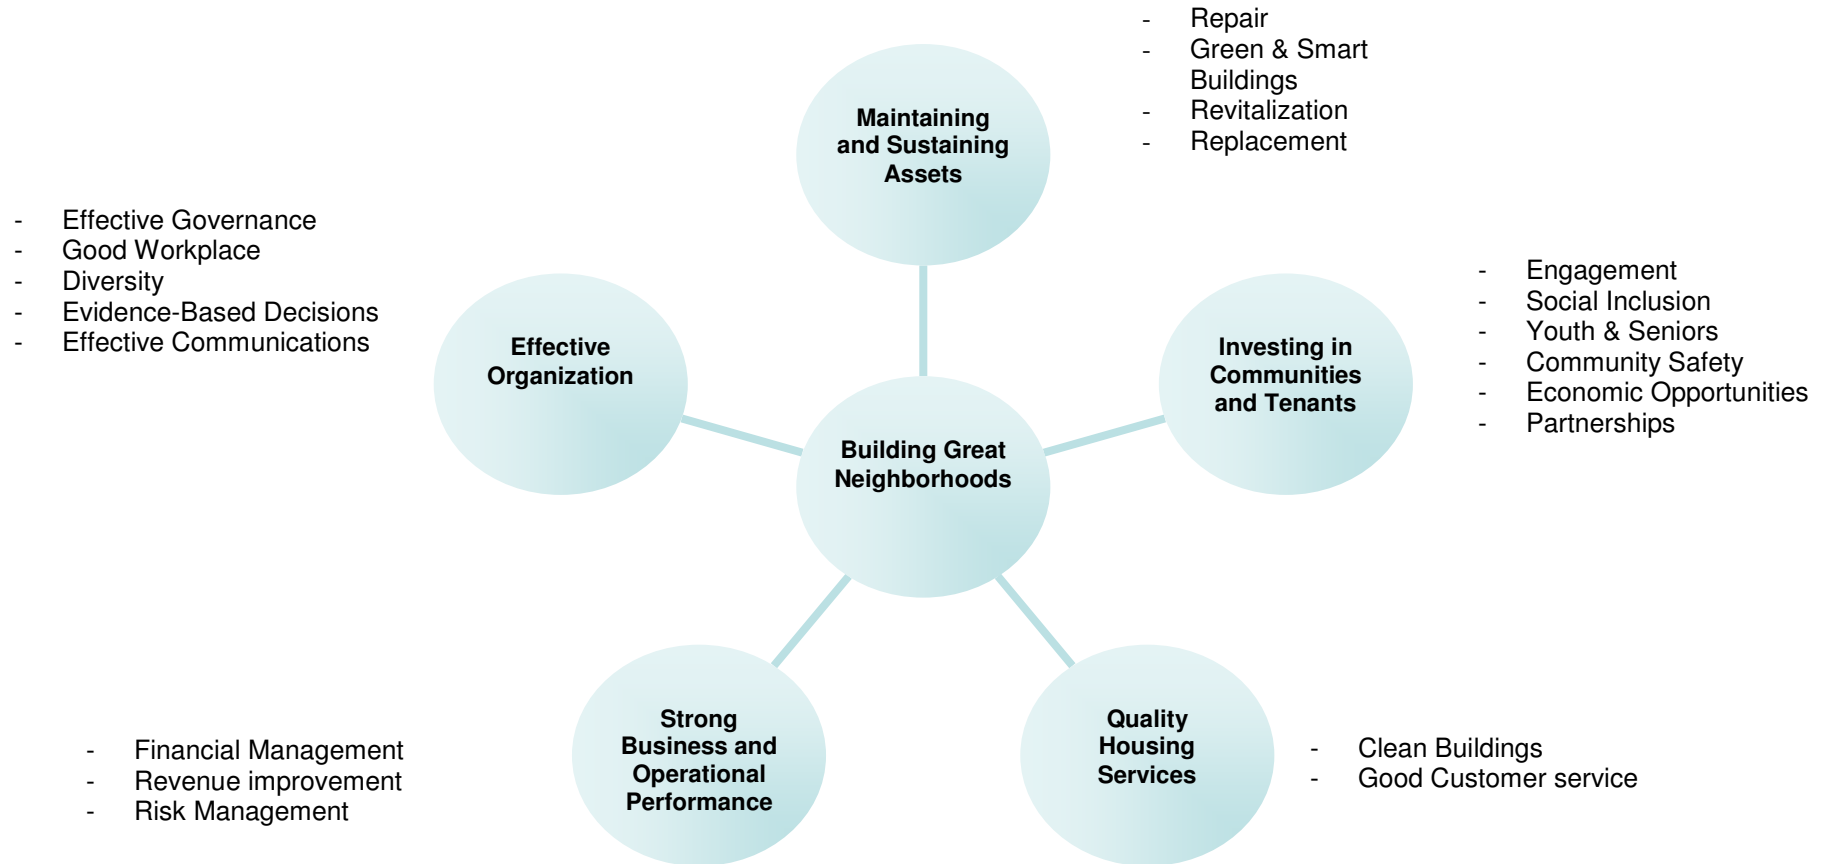 - Repair
- Green & Smart
Buildings
- Revitalization
- Replacement
Maintaining
and Sustaining
Assets
- Effective Governance
- Good Workplace
- Diversity
- Evidence-Based Decisions
- Effective Communications
Effective
Organization
Investing in
Communities
and Tenants
- Engagement
- Social Inclusion
- Youth & Seniors
- Community Safety
- Economic Opportunities
- Partnerships
Building Great
Neighborhoods
- Financial Management
- Revenue improvement
- Risk Management
Strong
Business and
Operational
Performance
Quality
Housing
Services
- Clean Buildings
- Good Customer service